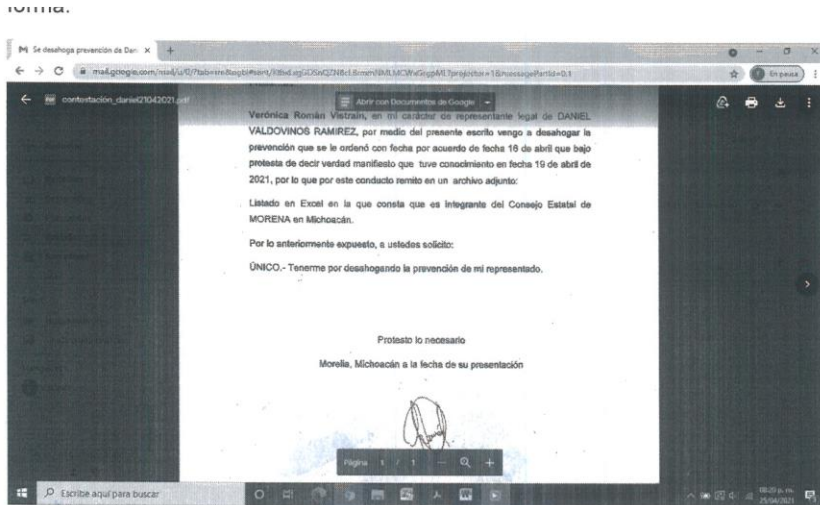 forma:
Se desahoga prevención de Dani
contestación_daniel21042021.pdf
Abrir con Documentos de Google
En pausa
Verónica Román Vistrain, en mi carácter de representante legal de DANIEL
VALDOVINOS RAMIREZ, por medio del presente escrito vengo a desahogar la
prevención que se le ordenó con fecha por acuerdo de fecha 16 de abril que bajo
protesta de decir verdad manifiesto que tuve conocimiento en fecha 19 de abril de
2021, por lo que por este conducto remito en un archivo adjunto:
Listado en Excel en la que consta que es integrante del Consejo Estatal de
MORENA en Michoacán.
Por lo anteriormente expuesto, a ustedes solicito:
ÚNICO.- Tenerme por desahogando la prevención de mi representado.
Protesto lo necesario
Morelia, Michoacán a la fecha de su presentación
Página 1 / 1
Escribe aquí para buscar
08:29 p. m.
25/04/2021